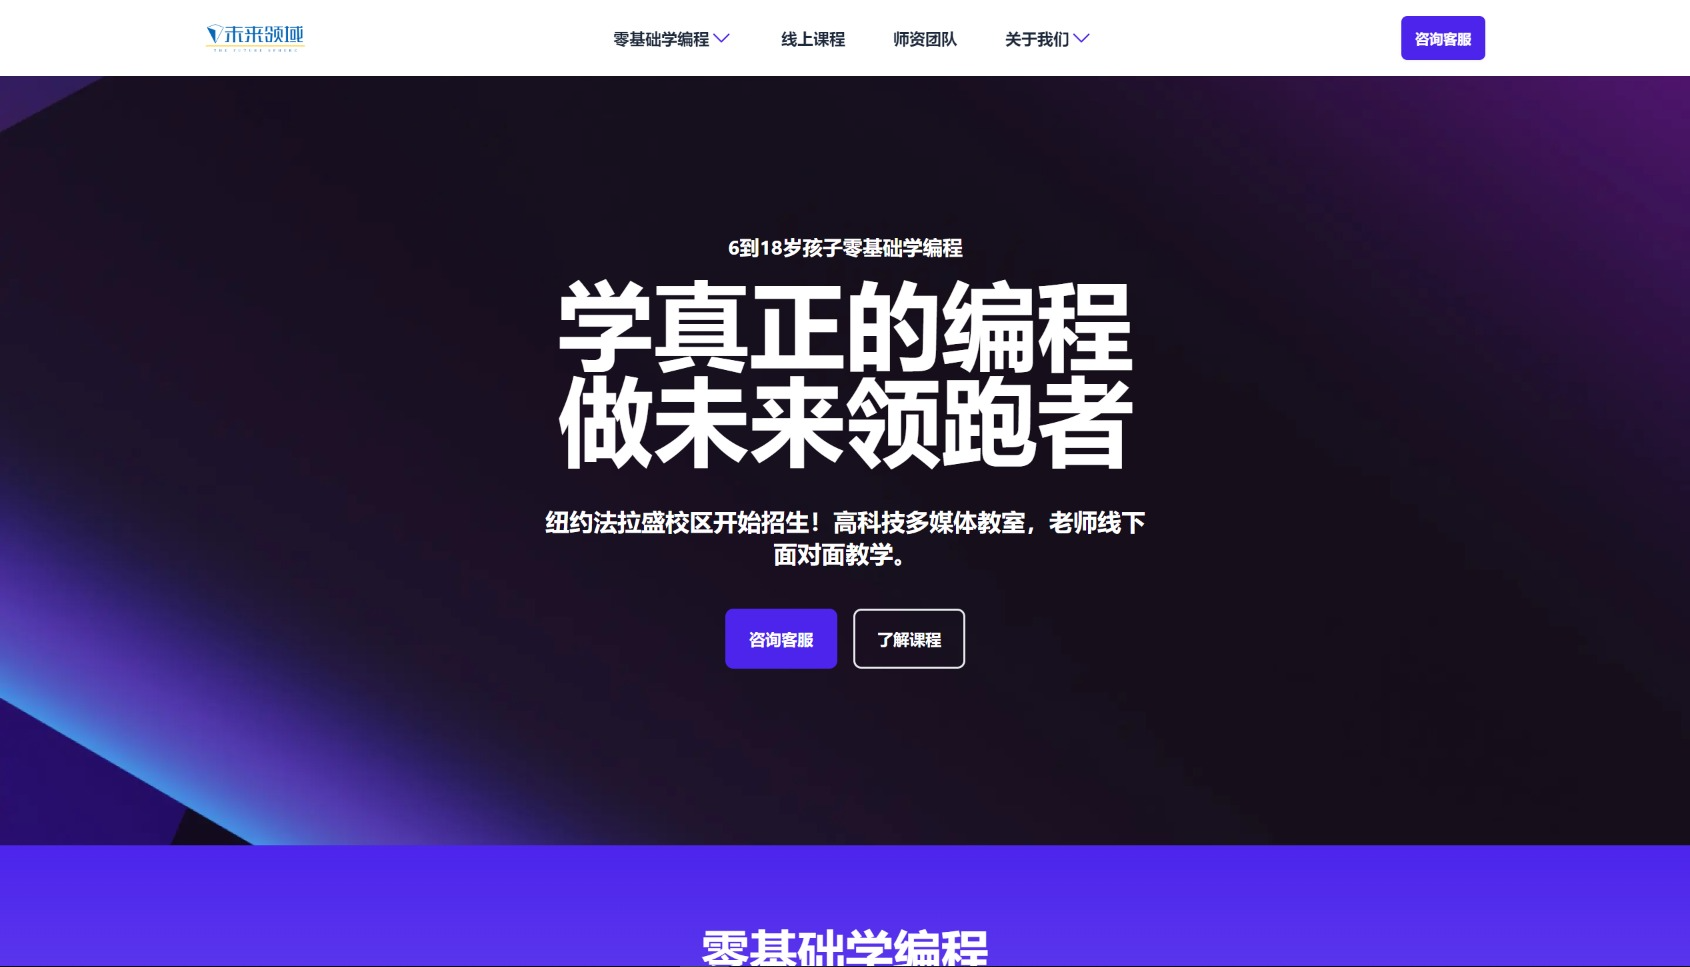 未来领域
THE FUTURE SPHERE
零基础学编程
线上课程
师资团队
关于我们
咨询客服
6到18岁孩子零基础学编程
学真正的编程
做未来领跑者
纽约法拉盛校区开始招生！高科技多媒体教室，老师线下
面对面教学。
咨询客服
了解课程
零基础学编程